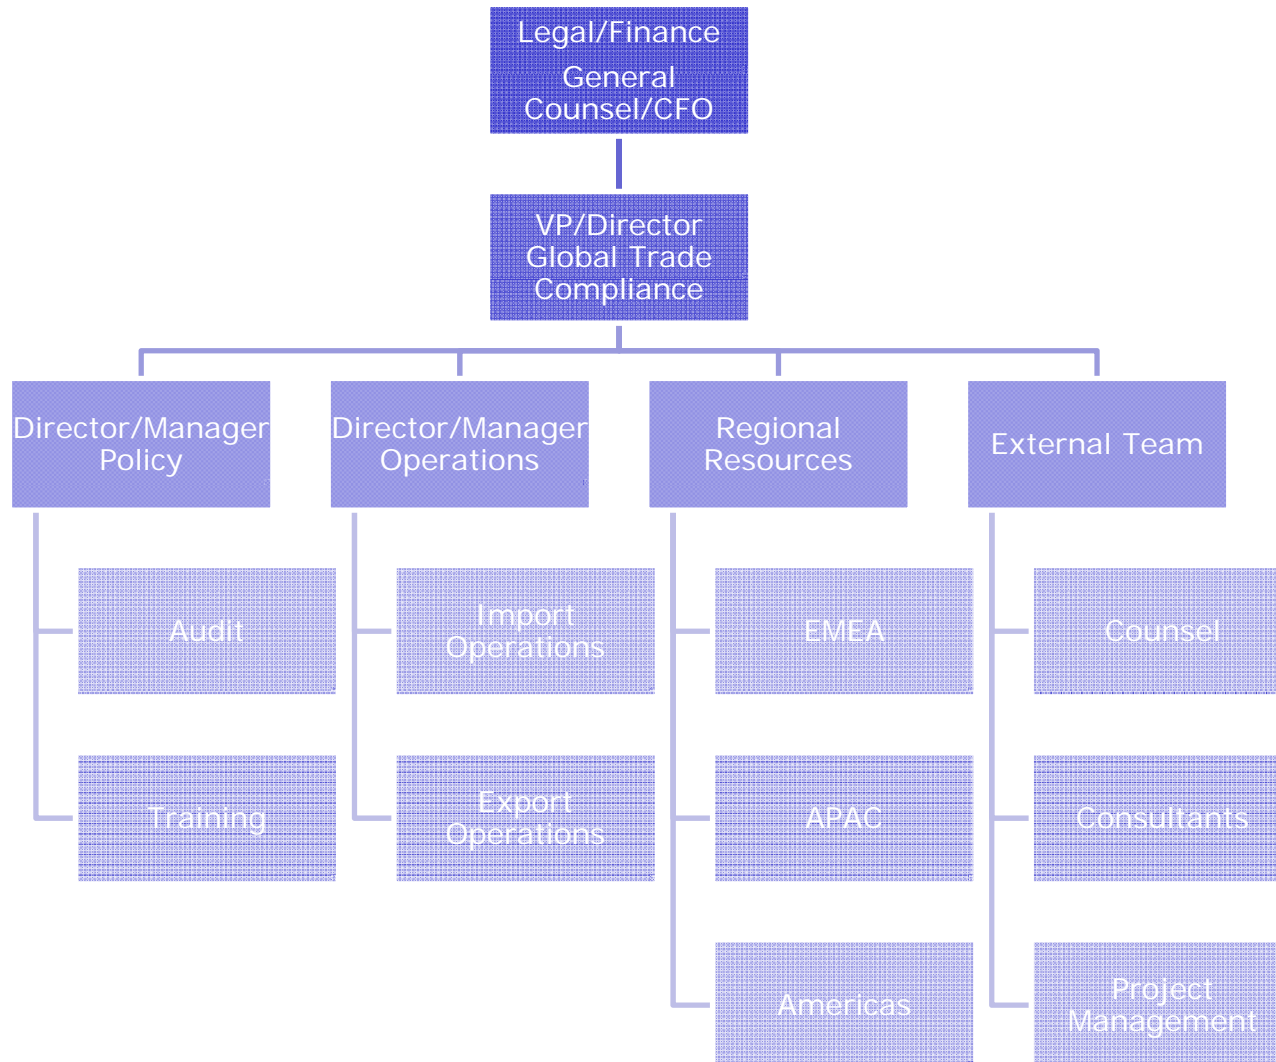 Legal/Finance
General
Counsel/CFO
VP/Director
Global Trade
Compliance
Director/Manager
Policy
Director/Manager
Operations
Regional
Resources
External Team
Audit
Import
Operations
EMEA
Counsel
Training
Export
Operations
APAC
Consultants
Americas
Project
Management